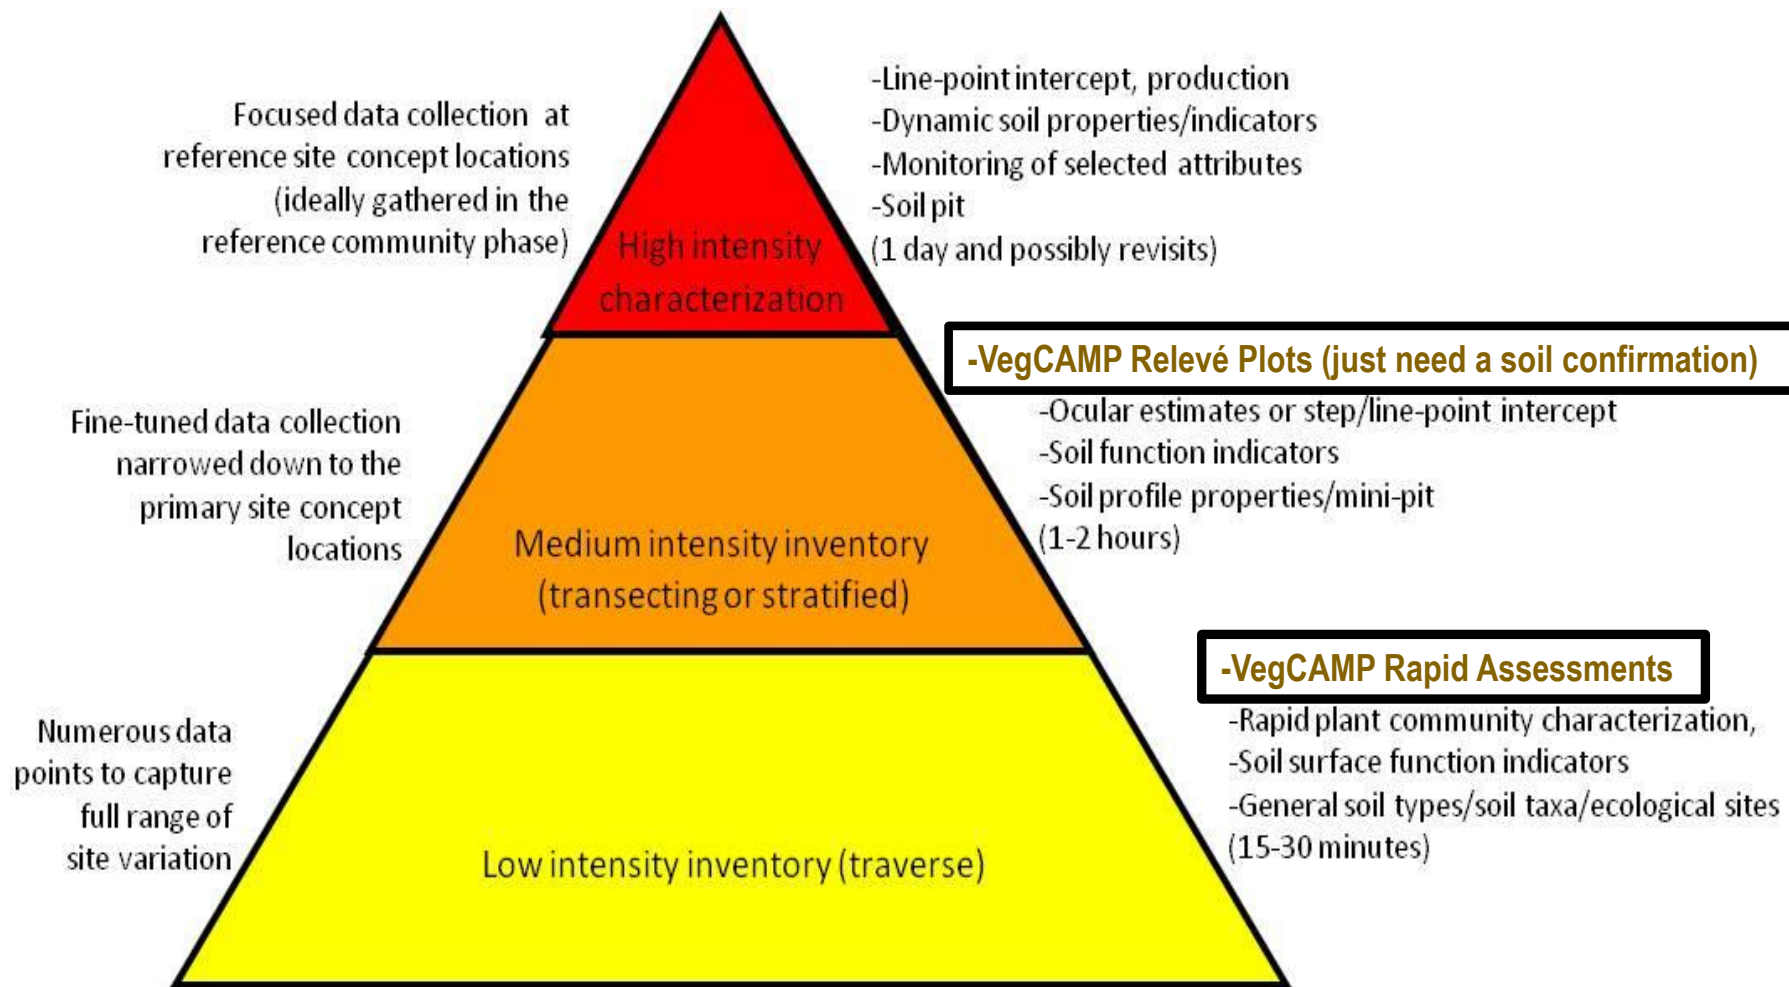 Focused data collection at
reference site concept locations
(ideally gathered in the
reference community phase)
High intensity
characterization
-Line-point intercept, production
-Dynamic soil properties/indicators
-Monitoring of selected attributes
-Soil pit
(1 day and possibly revisits)
-VegCAMP Relevé Plots (just need a soil confirmation)
Fine-tuned data collection
narrowed down to the
primary site concept
locations
Medium intensity inventory
(transecting or stratified)
-Ocular estimates or step/line-point intercept
-Soil function indicators
-Soil profile properties/mini-pit
(1-2 hours)
-VegCAMP Rapid Assessments
Numerous data
points to capture
full range of
site variation
Low intensity inventory (traverse)
-Rapid plant community characterization,
-Soil surface function indicators
-General soil types/soil taxa/ecological sites
(15-30 minutes)